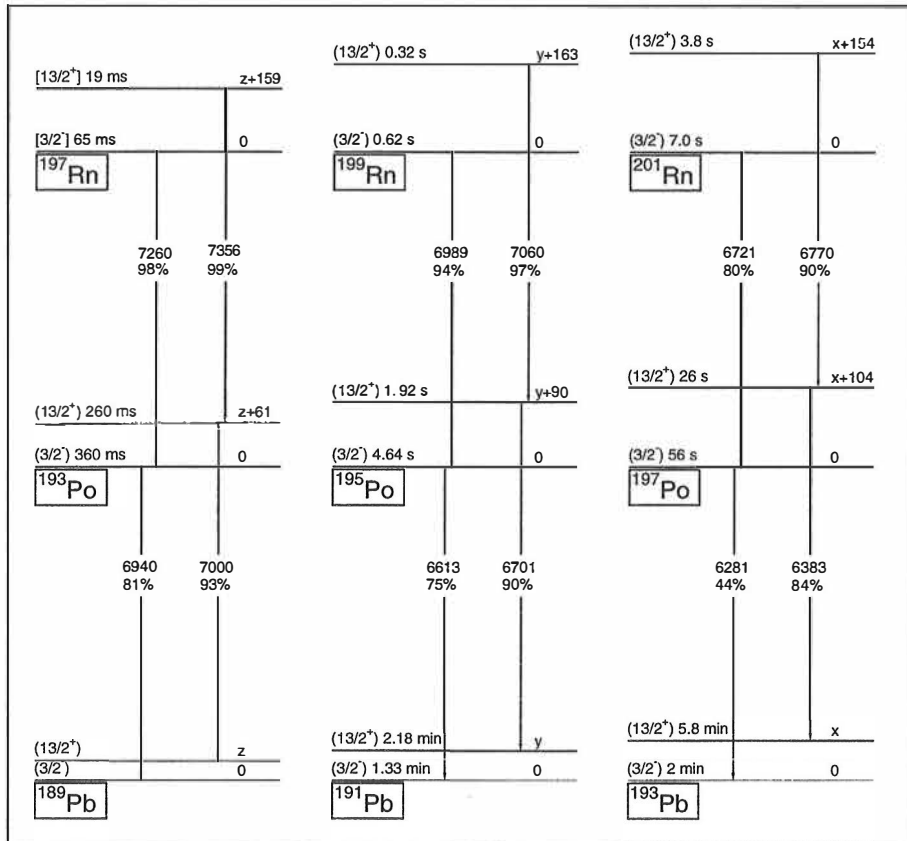 [13/2⁺] 19 ms z+159
[3/2⁻] 65 ms 0
¹⁹⁷Rn
7260 7356
98% 99%
(13/2⁺) 260 ms z+61
(3/2⁻) 360 ms 0
¹⁹³Po
6940 7000
81% 93%
(13/2⁺) z
(3/2⁻) 0
¹⁸⁹Pb
(13/2⁺) 0.32 s y+163
(3/2⁻) 0.62 s 0
¹⁹⁹Rn
6989 7060
94% 97%
(13/2⁺) 1.92 s y+90
(3/2⁻) 4.64 s 0
¹⁹⁵Po
6613 6701
75% 90%
(13/2⁺) 2.18 min y
(3/2⁻) 1.33 min 0
¹⁹¹Pb
(13/2⁺) 3.8 s x+154
(3/2⁻) 7.0 s 0
²⁰¹Rn
6721 6770
80% 90%
(13/2⁺) 26 s x+104
(3/2⁻) 56 s 0
¹⁹⁷Po
6281 6383
44% 84%
(13/2⁺) 5.8 min x
(3/2⁻) 2 min 0
¹⁹³Pb